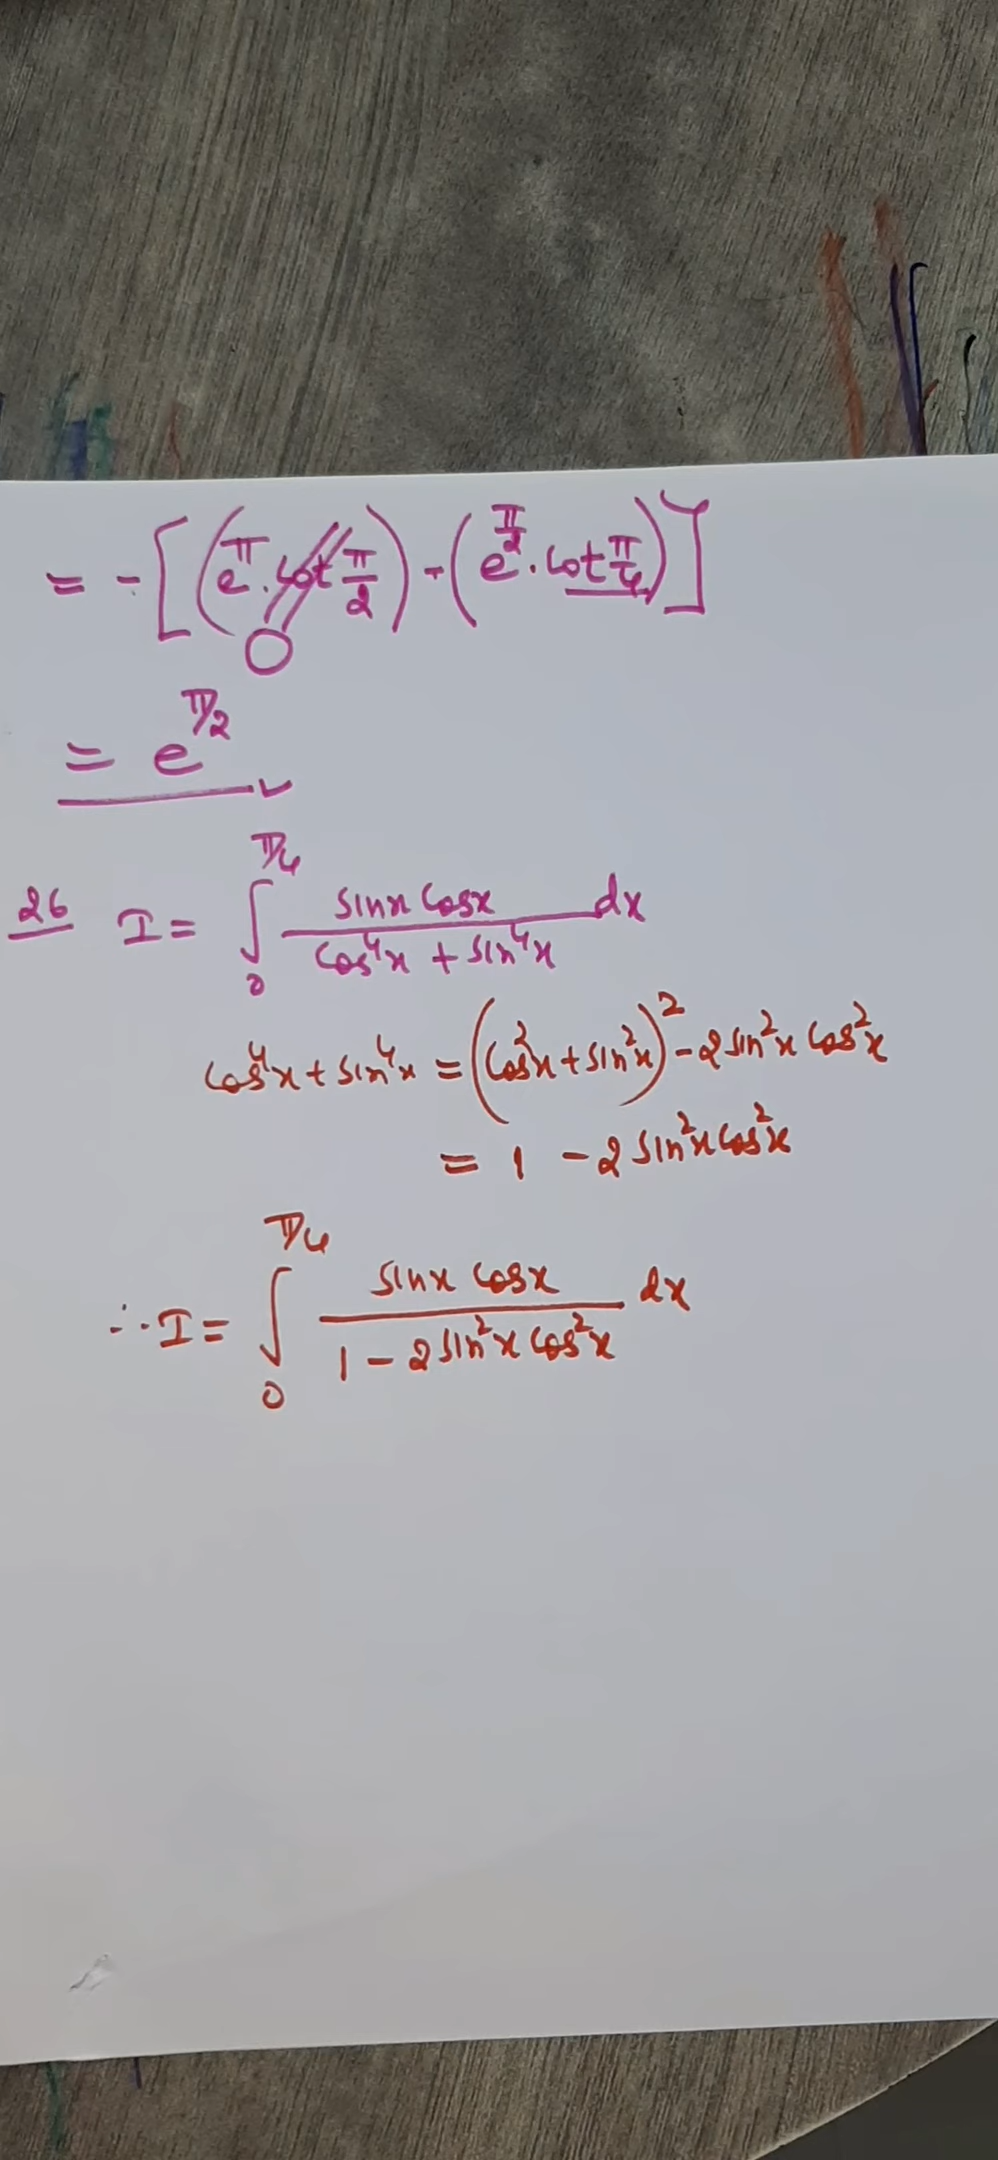 = - [ (e^π . cot π/2) - (e^(π/2) . cot π/4) ]
0
= e^(π/2)
26 I = ∫_0^(π/4) (sinx cosx)/(cos⁴x + sin⁴x) dx
cos⁴x + sin⁴x = (cos²x + sin²x)² - 2 sin²x cos²x
= 1 - 2 sin²x cos²x
∴ I = ∫_0^(π/4) (sinx cosx)/(1 - 2 sin²x cos²x) dx